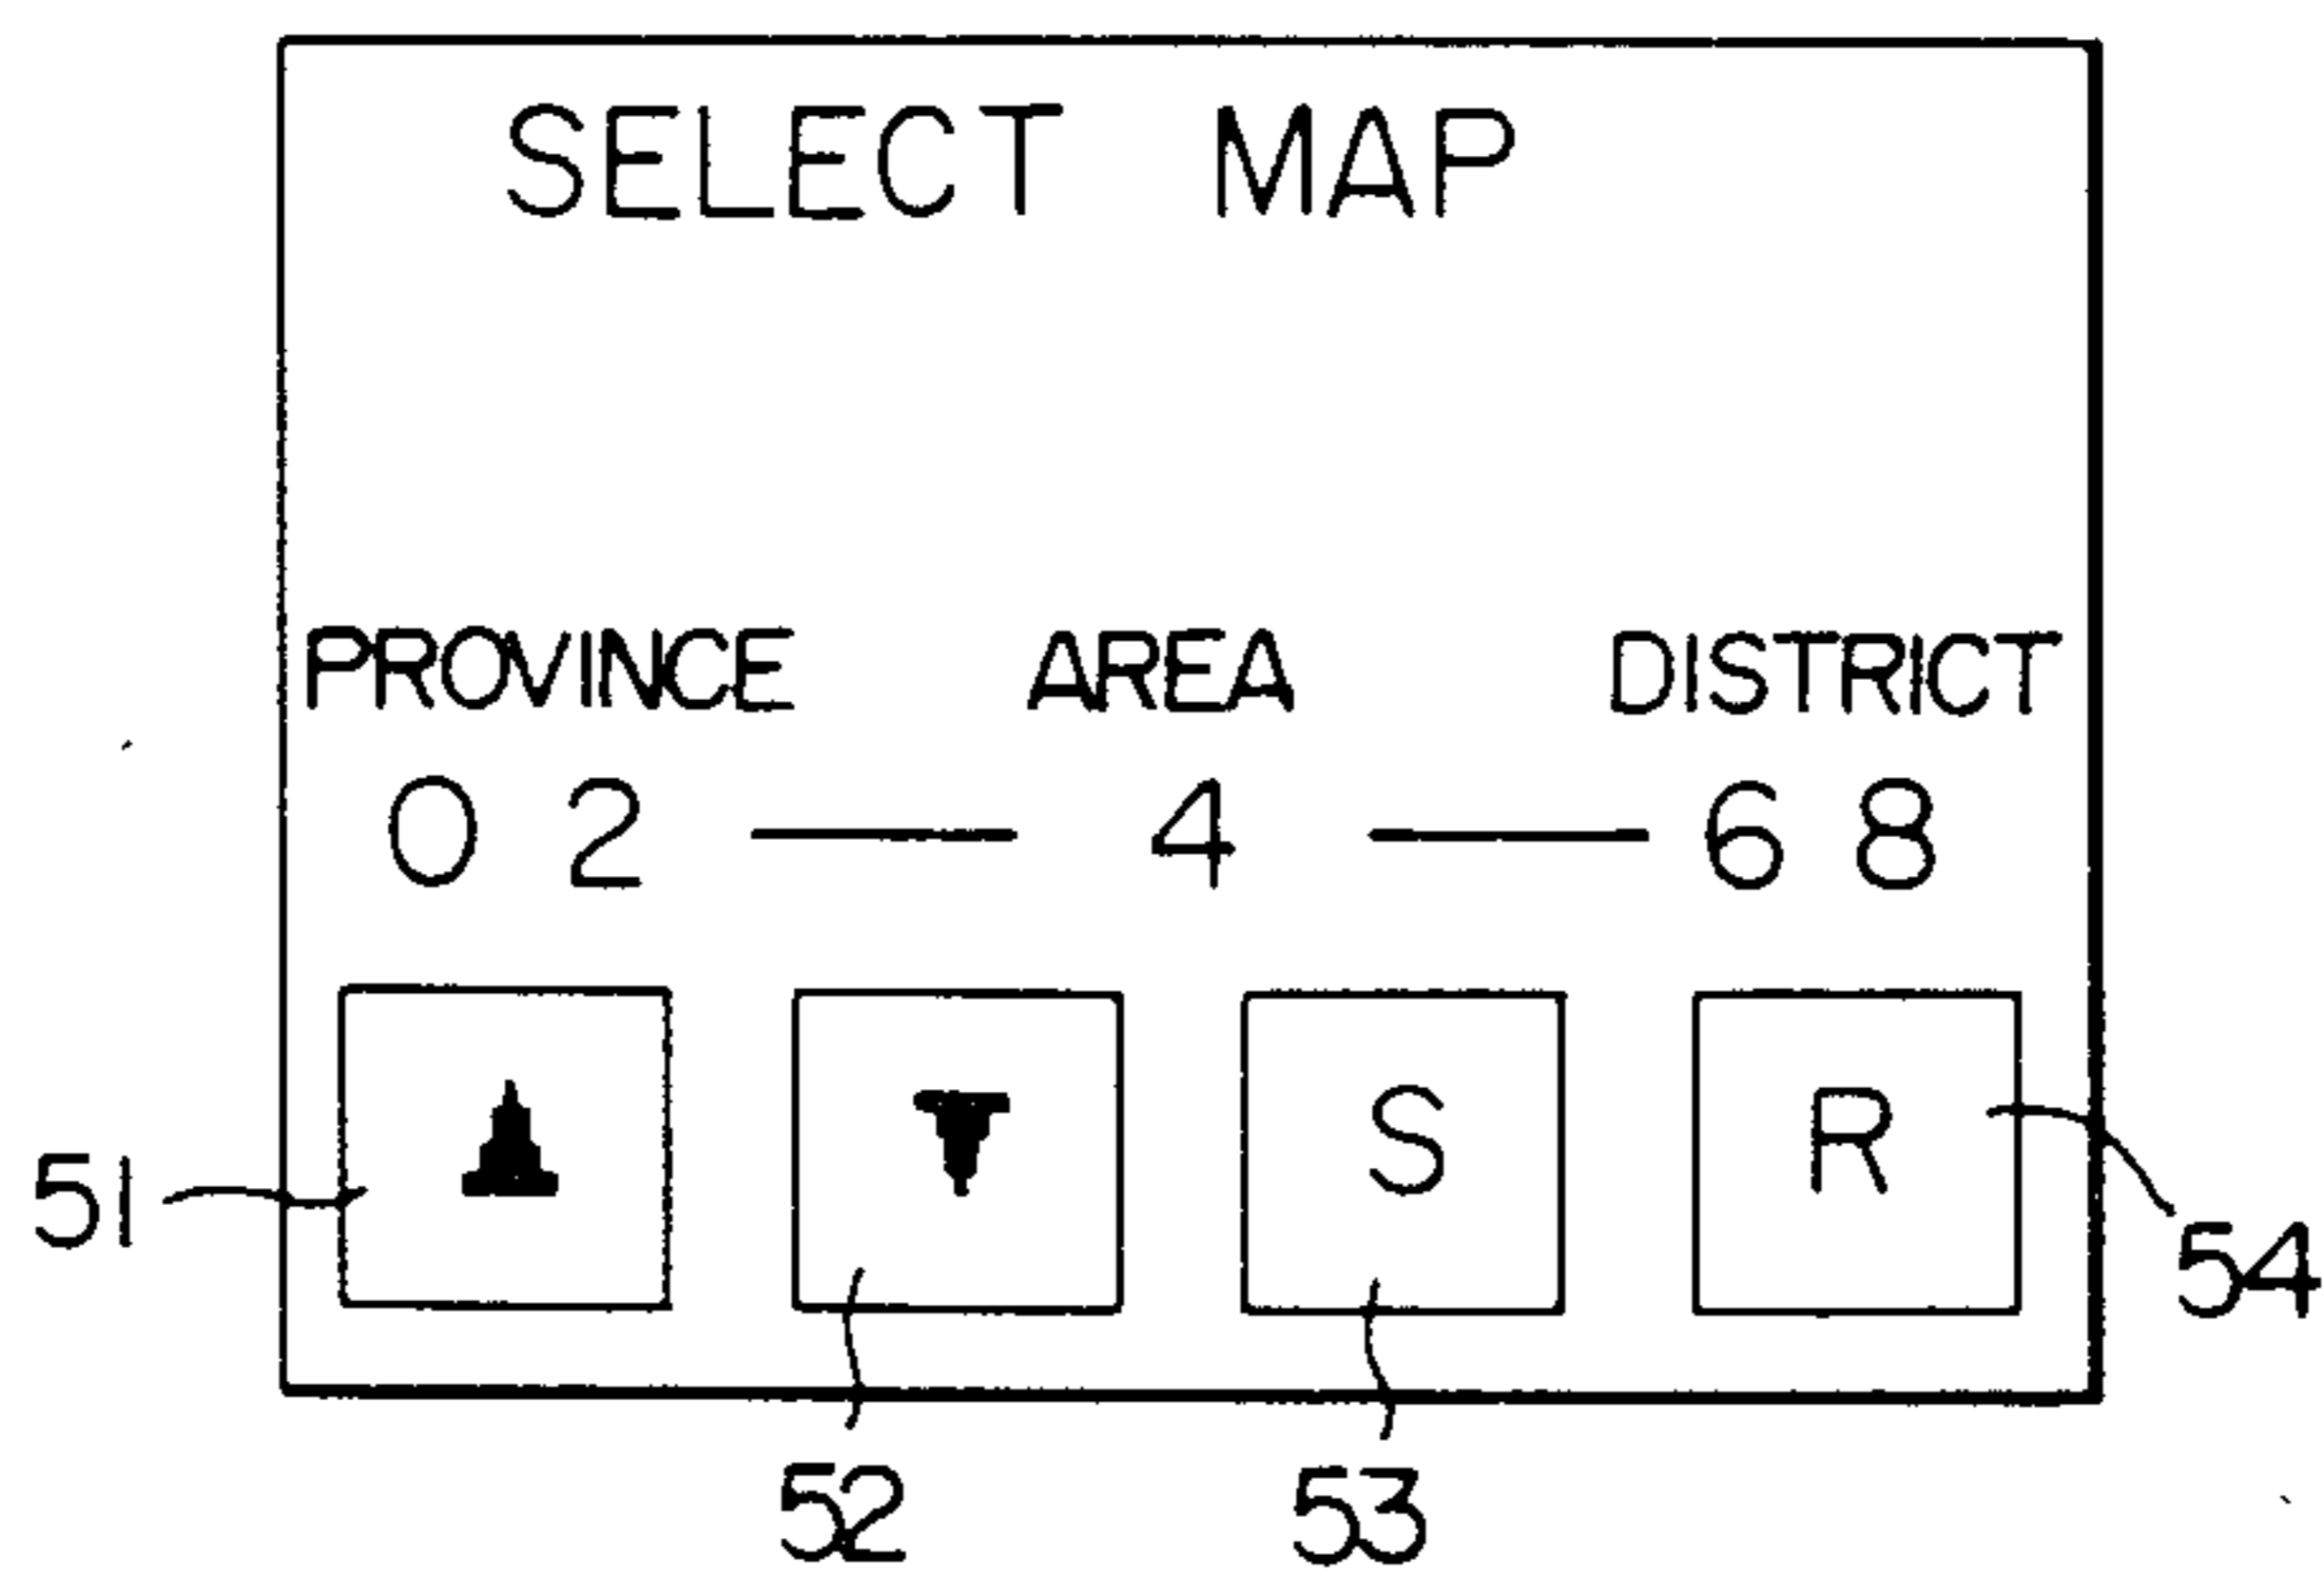 SELECT MAP
PROVINCE AREA DISTRICT
02 — 4 — 68
▲ ▼ S R
51 54
52 53